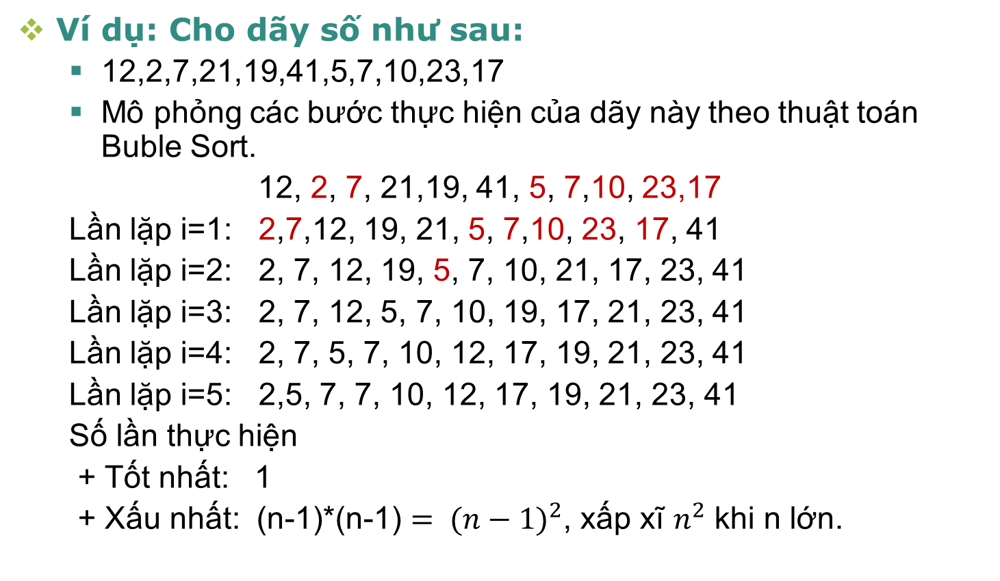 Ví dụ: Cho dãy số như sau:
12,2,7,21,19,41,5,7,10,23,17
Mô phỏng các bước thực hiện của dãy này theo thuật toán
Buble Sort.
12, 2, 7, 21,19, 41, 5, 7,10, 23,17
Lần lặp i=1: 2,7,12, 19, 21, 5, 7,10, 23, 17, 41
Lần lặp i=2: 2, 7, 12, 19, 5, 7, 10, 21, 17, 23, 41
Lần lặp i=3: 2, 7, 12, 5, 7, 10, 19, 17, 21, 23, 41
Lần lặp i=4: 2, 7, 5, 7, 10, 12, 17, 19, 21, 23, 41
Lần lặp i=5: 2,5, 7, 7, 10, 12, 17, 19, 21, 23, 41
Số lần thực hiện
+ Tốt nhất: 1
+ Xấu nhất: (n-1)*(n-1) = (n − 1)², xấp xĩ n² khi n lớn.